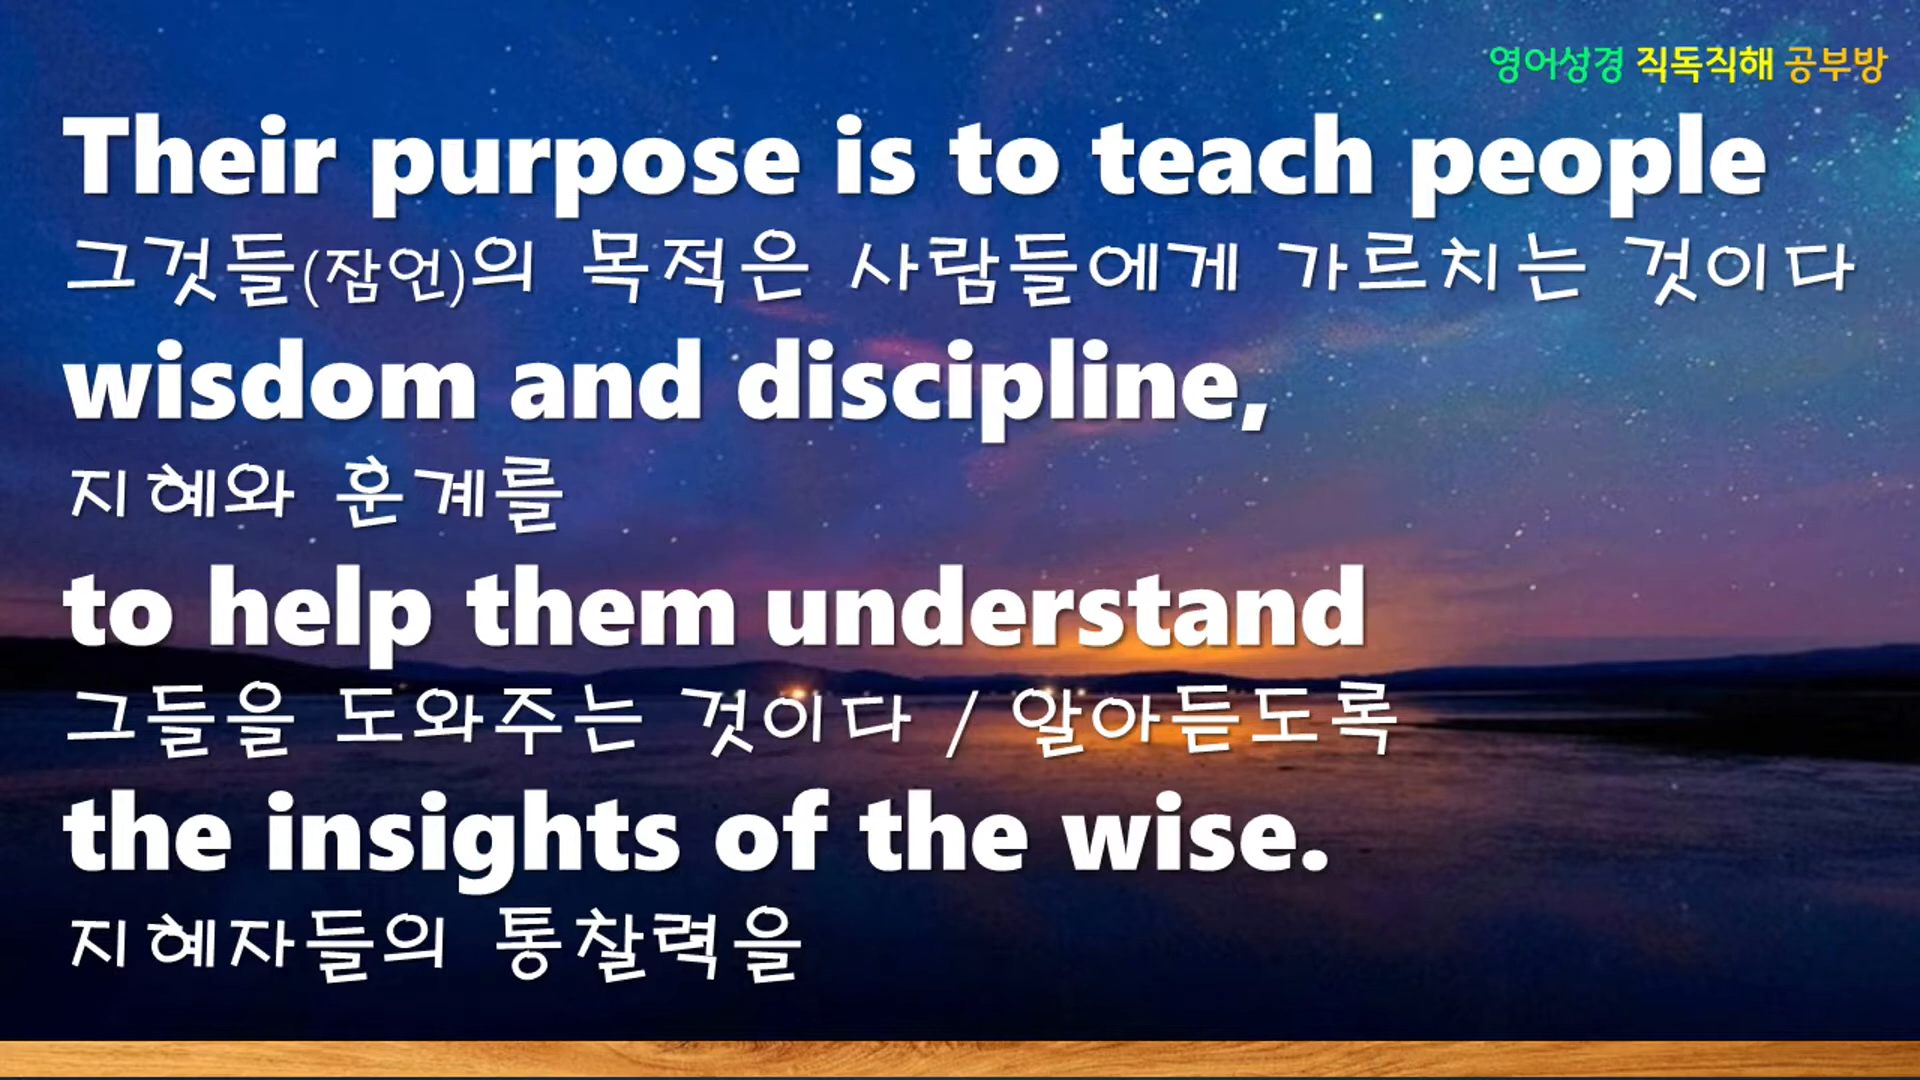 영어성경 직독직해 공부방
Their purpose is to teach people
그것들(잠언)의 목적은 사람들에게 가르치는 것이다
wisdom and discipline,
지혜와 훈계를
to help them understand
그들을 도와주는 것이다 / 알아듣도록
the insights of the wise.
지혜자들의 통찰력을